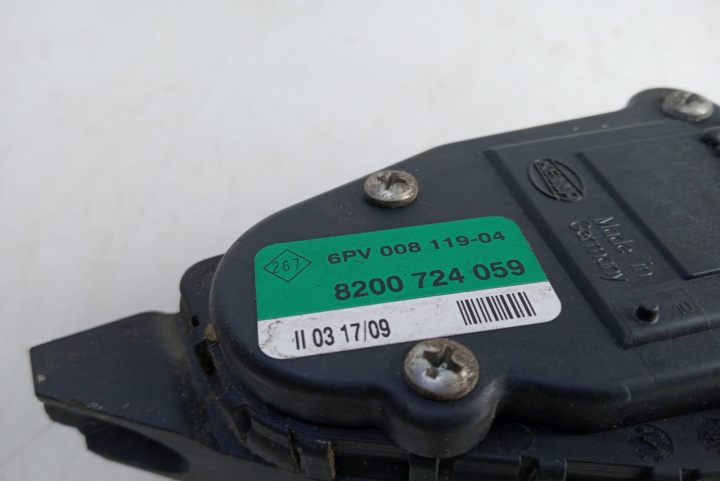 267
6PV 008 119-04
8200 724 059
II 03 17/09
HELLA
Made in
Germany